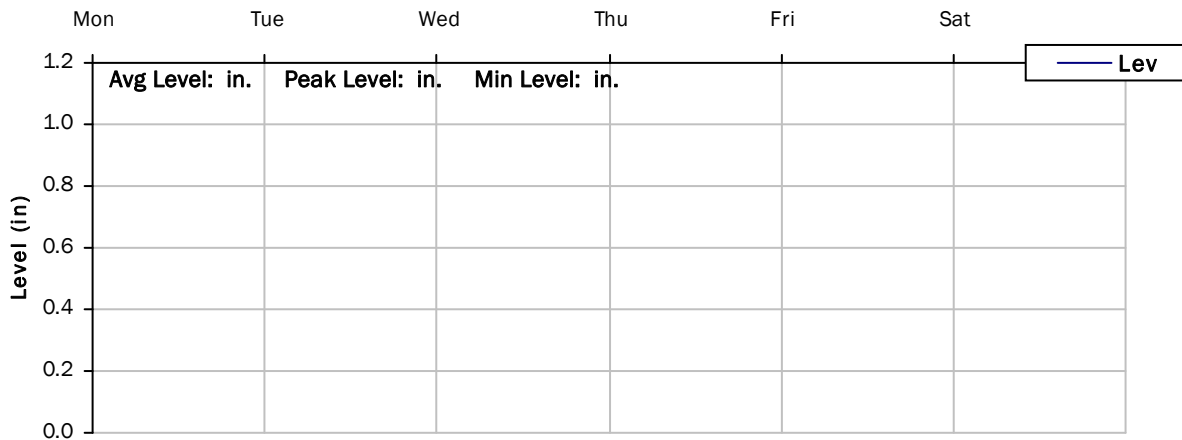 Mon Tue Wed Thu Fri Sat
Lev
Avg Level: in. Peak Level: in. Min Level: in.
Level (in)
1.2
1.0
0.8
0.6
0.4
0.2
0.0